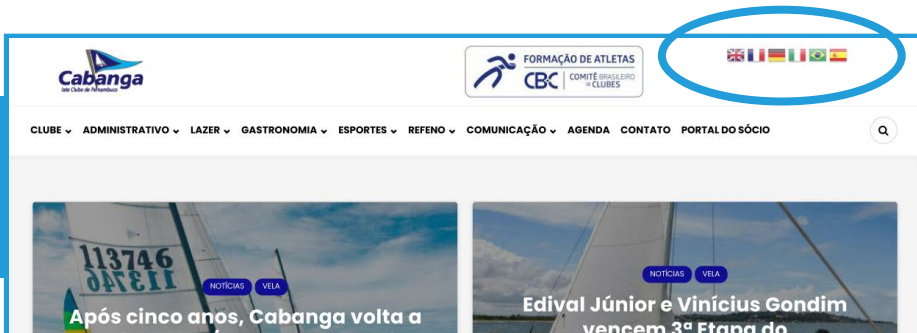 Cabanga
Iate Clube de Pernambuco
FORMAÇÃO DE ATLETAS
CBC COMITÊ BRASILEIRO
DE CLUBES
CLUBE ADMINISTRATIVO LAZER GASTRONOMIA ESPORTES REFENO COMUNICAÇÃO AGENDA CONTATO PORTAL DO SÓCIO
113746
113746
NOTÍCIAS VELA
Após cinco anos, Cabanga volta a
NOTÍCIAS VELA
Edival Júnior e Vinícius Gondim
vencem 3ª Etapa do